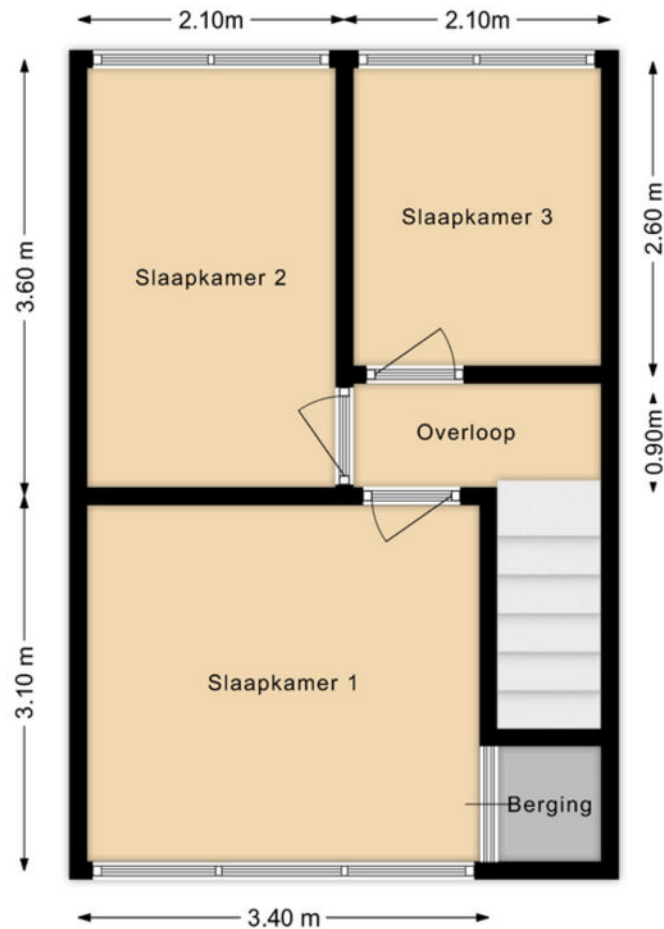 2.10m
2.10m
3.60 m
2.60 m
Slaapkamer 3
Slaapkamer 2
Overloop
0.90m
3.10 m
Slaapkamer 1
Berging
3.40 m